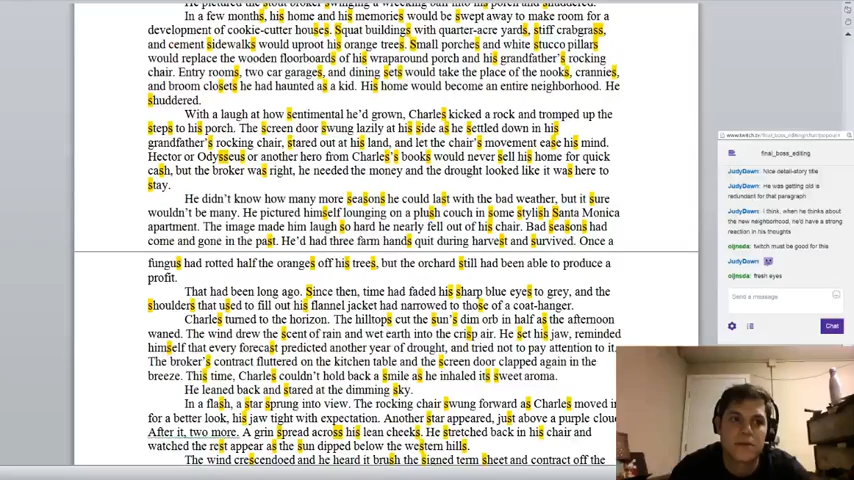 He pictured the stout broker swinging a wrecking ball into his porch and shuddered.
In a few months, his home and his memories would be swept away to make room for a
development of cookie-cutter houses. Squat buildings with quarter-acre yards, stiff crabgrass,
and cement sidewalks would uproot his orange trees. Small porches and white stucco pillars
would replace the wooden floorboards of his wraparound porch and his grandfather's rocking
chair. Entry rooms, two car garages, and dining sets would take the place of the nooks, crannies,
and broom closets he had haunted as a kid. His home would become an entire neighborhood. He
shuddered.
With a laugh at how sentimental he'd grown, Charles kicked a rock and tromped up the
steps to his porch. The screen door swung lazily at his side as he settled down in his
grandfather's rocking chair, stared out at his land, and let the chair's movement ease his mind.
Hector or Odysseus or another hero from Charles's books would never sell his home for quick
cash, but the broker was right, he needed the money and the drought looked like it was here to
stay.
He didn't know how many more seasons he could last with the bad weather, but it sure
wouldn't be many. He pictured himself lounging on a plush couch in some stylish Santa Monica
apartment. The image made him laugh so hard he nearly fell out of his chair. Bad seasons had
come and gone in the past. He'd had three farm hands quit during harvest and survived. Once a
fungus had rotted half the oranges off his trees, but the orchard still had been able to produce a
profit.
That had been long ago. Since then, time had faded his sharp blue eyes to grey, and the
shoulders that used to fill out his flannel jacket had narrowed to those of a coat-hanger.
Charles turned to the horizon. The hilltops cut the sun's dim orb in half as the afternoon
waned. The wind drew the scent of rain and wet earth into the crisp air. He set his jaw, reminded
himself that every forecast predicted another year of drought, and tried not to pay attention to it.
The broker's contract fluttered on the kitchen table and the screen door clapped again in the
breeze. This time, Charles couldn't hold back a smile as he inhaled its sweet aroma.
He leaned back and stared at the dimming sky.
In a flash, a star sprung into view. The rocking chair swung forward as Charles moved in
for a better look, his jaw tight with expectation. Another star appeared, just above a purple cloud
After it, two more. A grin spread across his lean cheeks. He stretched back in his chair and
watched the rest appear as the sun dipped below the western hills.
The wind crescendoed and he heard it brush the signed term sheet and contract off the
final_boss_editing
JudyDown: Nice detail-story title
JudyDown: He was getting old is
redundant for that paragraph
JudyDown: I think, when he thinks about
the new neighborhood, he'd have a strong
reaction in his thoughts
oijnsda: twitch must be good for this
JudyDown:
oijnsda: fresh eyes
Send a message
Chat